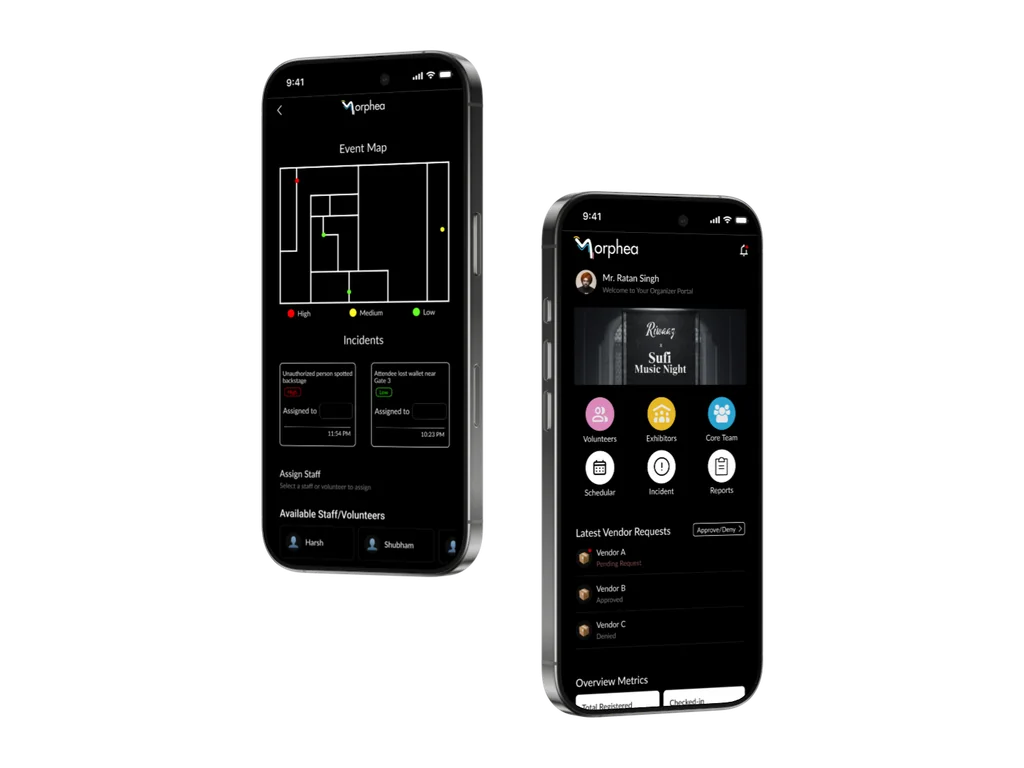 9:41
Morphea
Event Map
High
Medium
Low
Incidents
Unauthorized person spotted
backstage
High
Assigned to
11:54 PM
Attendee lost wallet near
Gate 3
Low
Assigned to
10:23 PM
Assign Staff
Select a staff or volunteer to assign
Available Staff/Volunteers
Harsh
Shubham
9:41
Morphea
Mr. Ratan Singh
Welcome to Your Organizer Portal
Riwaaz
x
Sufi
Music Night
Volunteers
Exhibitors
Core Team
Schedular
Incident
Reports
Latest Vendor Requests
Approve/Deny
Vendor A
Pending Request
Vendor B
Approved
Vendor C
Denied
Overview Metrics
Total Registered
Checked-in